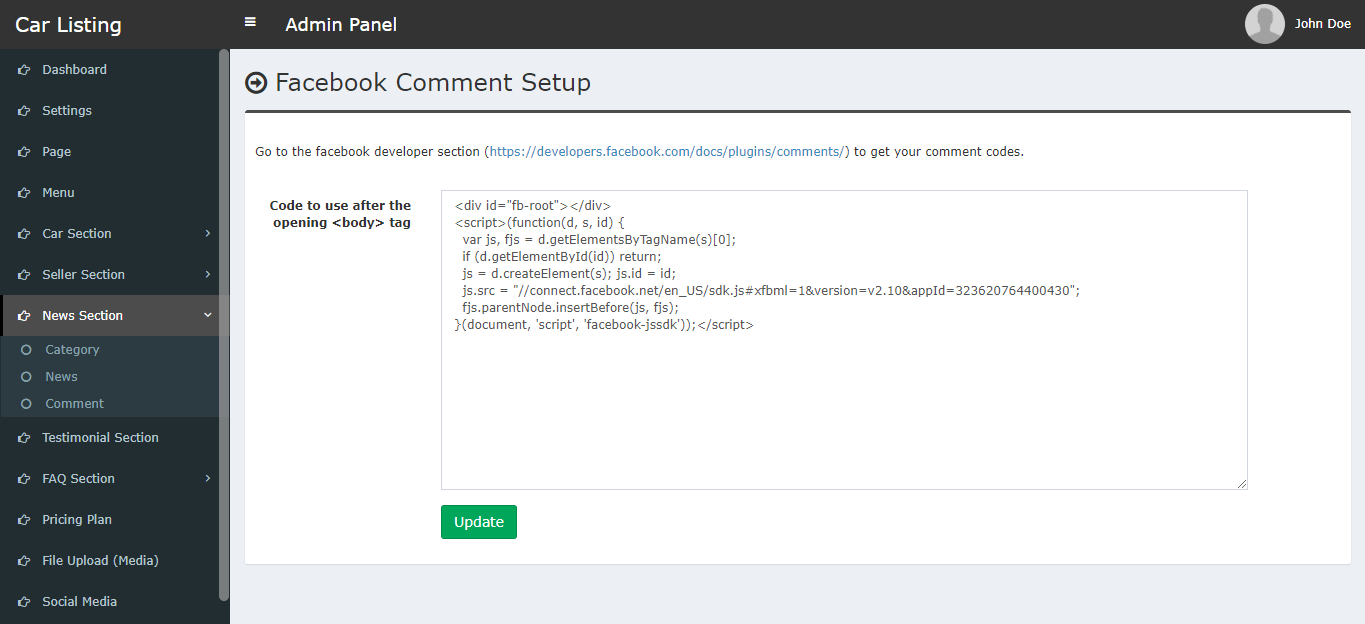 Car Listing
Admin Panel
John Doe
Dashboard
Settings
Page
Menu
Car Section
Seller Section
News Section
Category
News
Comment
Testimonial Section
FAQ Section
Pricing Plan
File Upload (Media)
Social Media
Facebook Comment Setup
Go to the facebook developer section (https://developers.facebook.com/docs/plugins/comments/) to get your comment codes.
Code to use after the
opening <body> tag
<div id="fb-root"></div>
<script>(function(d, s, id) {
  var js, fjs = d.getElementsByTagName(s)[0];
  if (d.getElementById(id)) return;
  js = d.createElement(s); js.id = id;
  js.src = "//connect.facebook.net/en_US/sdk.js#xfbml=1&version=v2.10&appId=323620764400430";
  fjs.parentNode.insertBefore(js, fjs);
}(document, 'script', 'facebook-jssdk'));</script>
Update